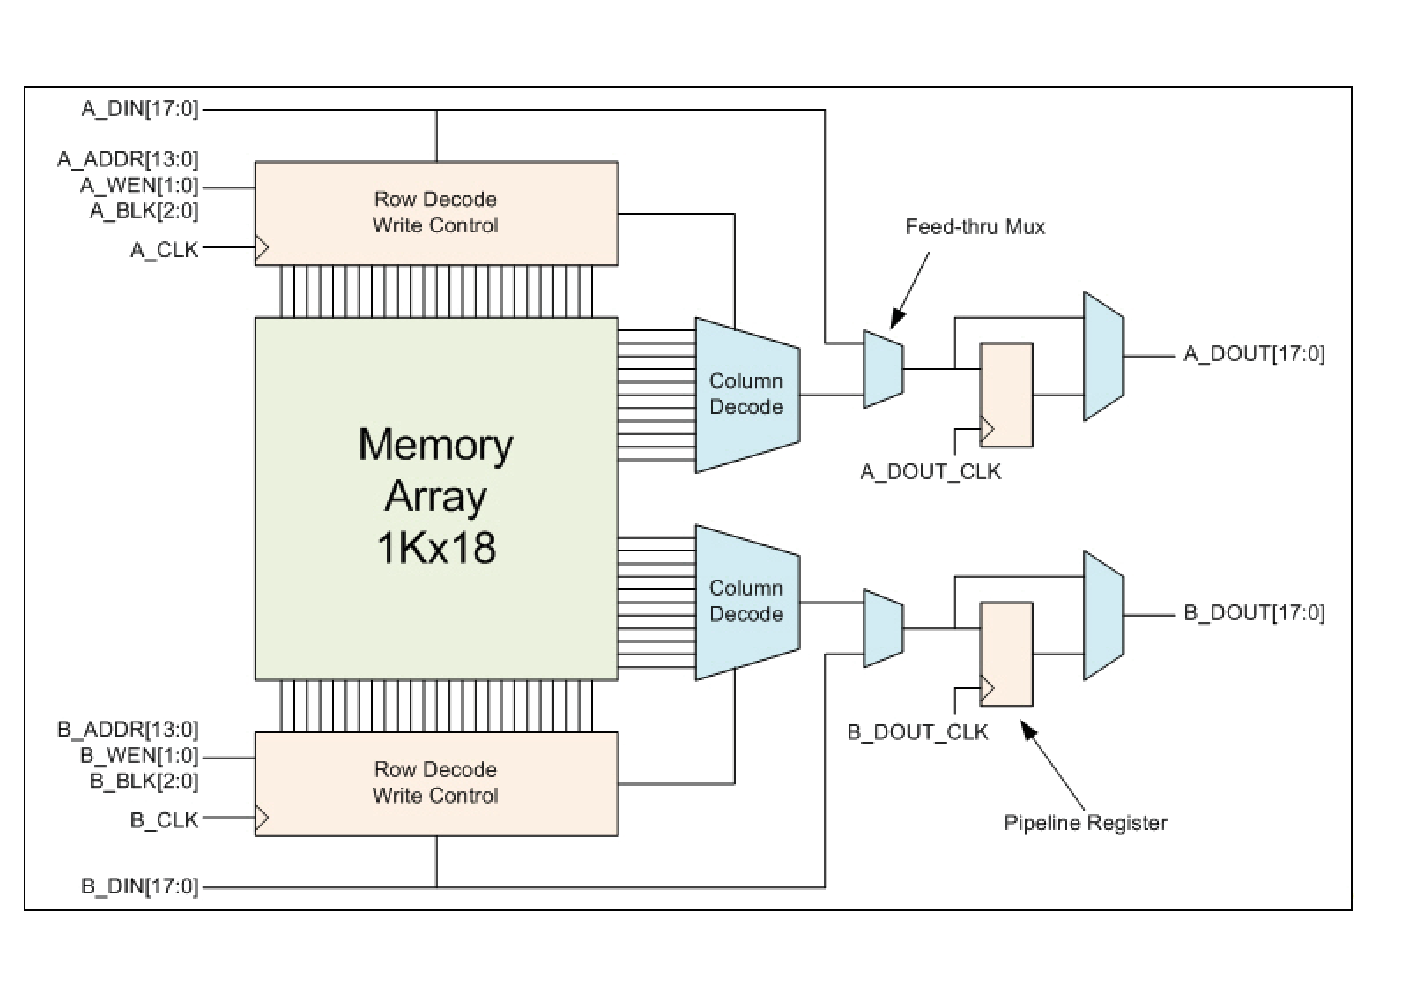 A_DIN[17:0]
A_ADDR[13:0]
A_WEN[1:0]
A_BLK[2:0]
A_CLK
Row Decode
Write Control
Feed-thru Mux
Column
Decode
A_DOUT[17:0]
A_DOUT_CLK
Memory
Array
1Kx18
Column
Decode
B_DOUT[17:0]
B_DOUT_CLK
B_ADDR[13:0]
B_WEN[1:0]
B_BLK[2:0]
B_CLK
Row Decode
Write Control
Pipeline Register
B_DIN[17:0]